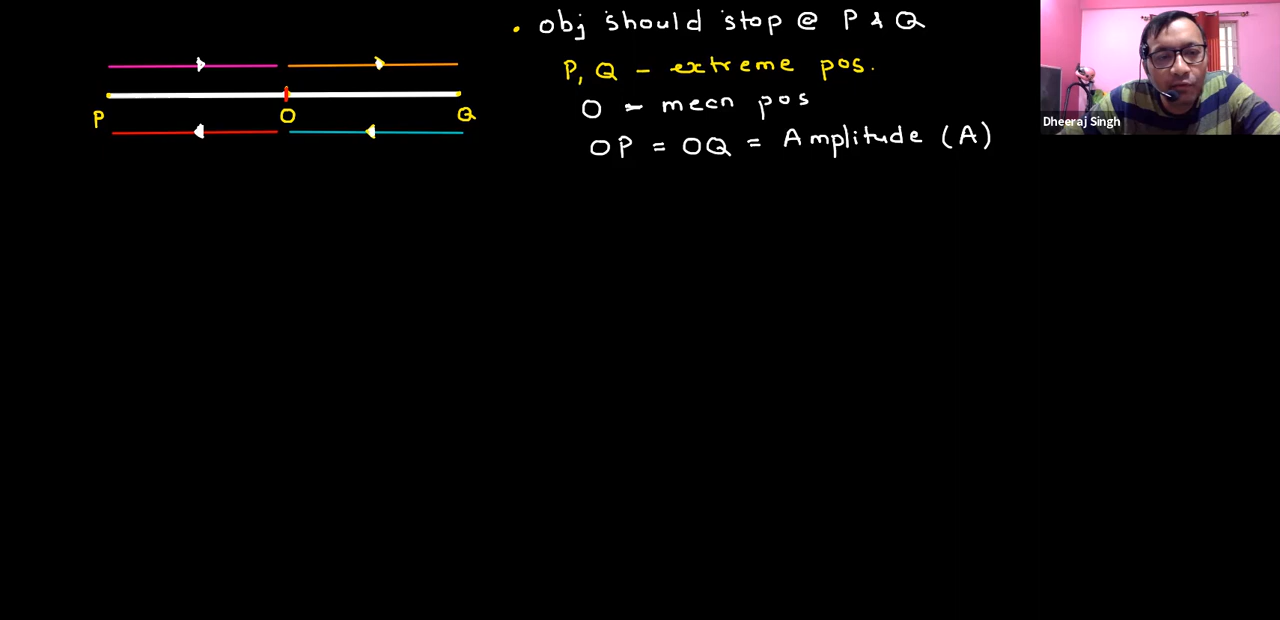 • obj should stop @ P & Q
P, Q - extreme pos.
O - mean pos
OP = OQ = Amplitude (A)
P O Q
Dheeraj Singh